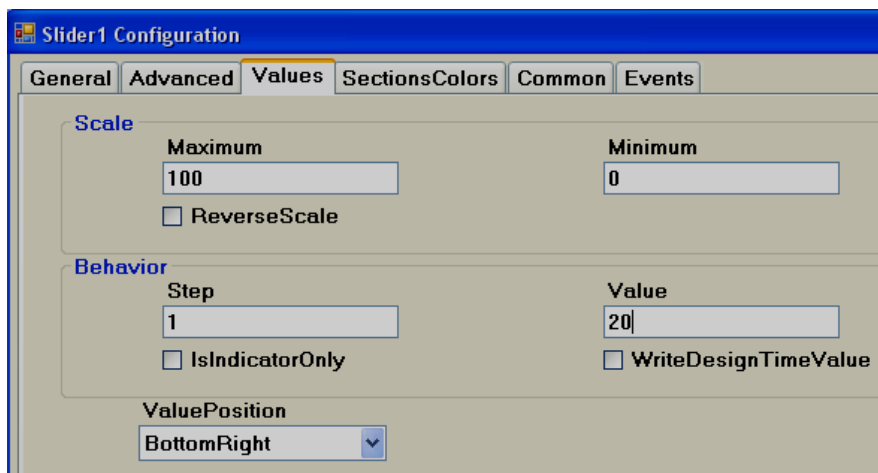 Slider1 Configuration
General Advanced Values SectionsColors Common Events
Scale
Maximum Minimum
100 0
ReverseScale
Behavior
Step Value
1 20
IsIndicatorOnly WriteDesignTimeValue
ValuePosition
BottomRight